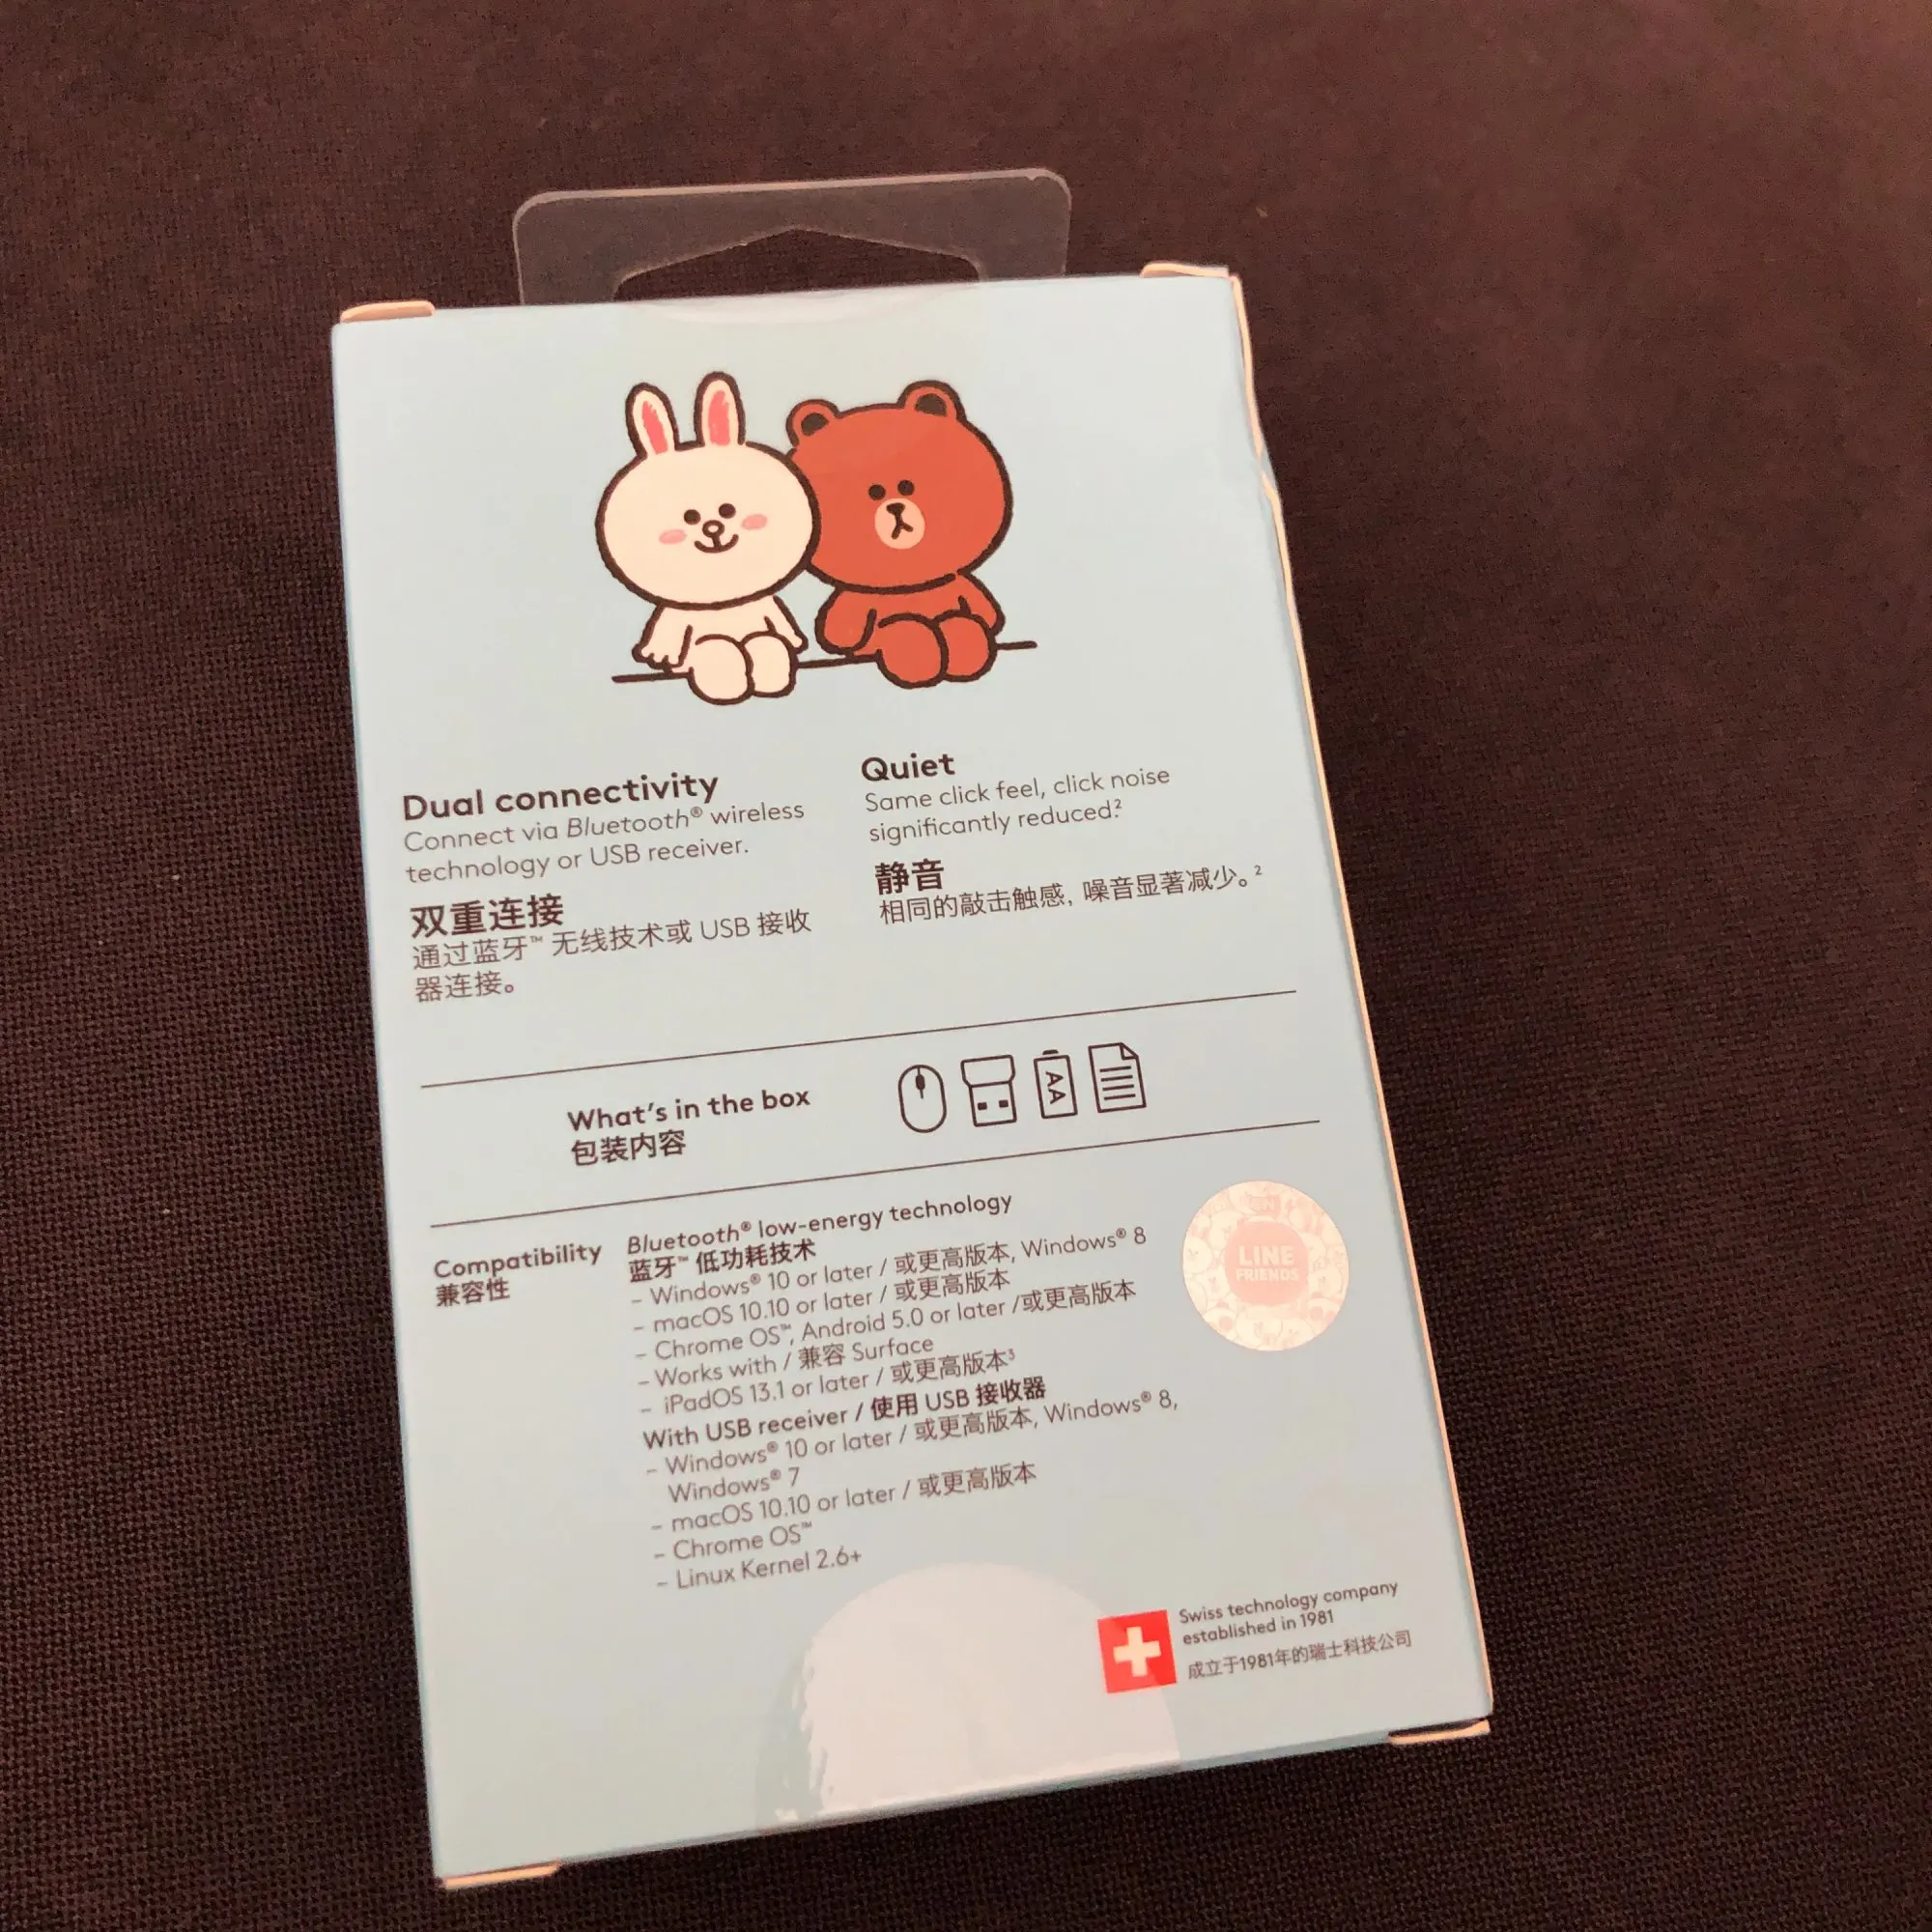 Dual connectivity
Connect via Bluetooth® wireless
technology or USB receiver.
双重连接
通过蓝牙™ 无线技术或 USB 接收
器连接。
Quiet
Same click feel, click noise
significantly reduced.²
静音
相同的敲击触感, 噪音显著减少。²
What's in the box
包装内容
AA
Compatibility
兼容性
Bluetooth® low-energy technology
蓝牙™ 低功耗技术
– Windows® 10 or later / 或更高版本, Windows® 8
– macOS 10.10 or later / 或更高版本
– Chrome OS™, Android 5.0 or later /或更高版本
– Works with / 兼容 Surface
– iPadOS 13.1 or later / 或更高版本³
With USB receiver / 使用 USB 接收器
– Windows® 10 or later / 或更高版本, Windows® 8,
Windows® 7
– macOS 10.10 or later / 或更高版本
– Chrome OS™
– Linux Kernel 2.6+
LINE
FRIENDS
Swiss technology company
established in 1981
成立于1981年的瑞士科技公司